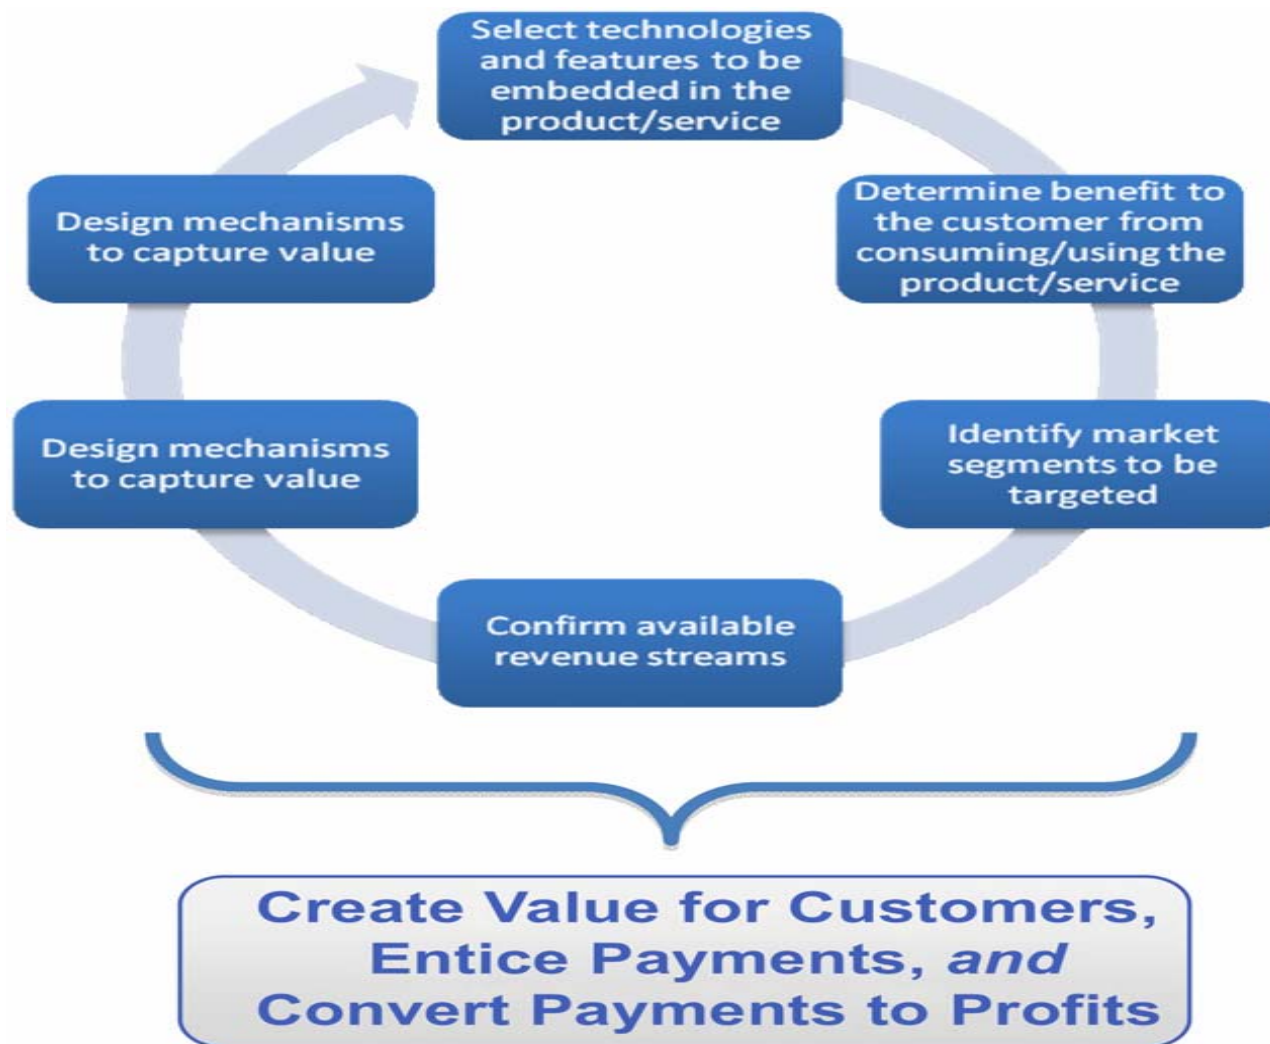 Select technologies
and features to be
embedded in the
product/service
Determine benefit to
the customer from
consuming/using the
product/service
Identify market
segments to be
targeted
Confirm available
revenue streams
Design mechanisms
to capture value
Design mechanisms
to capture value
Create Value for Customers,
Entice Payments, and
Convert Payments to Profits